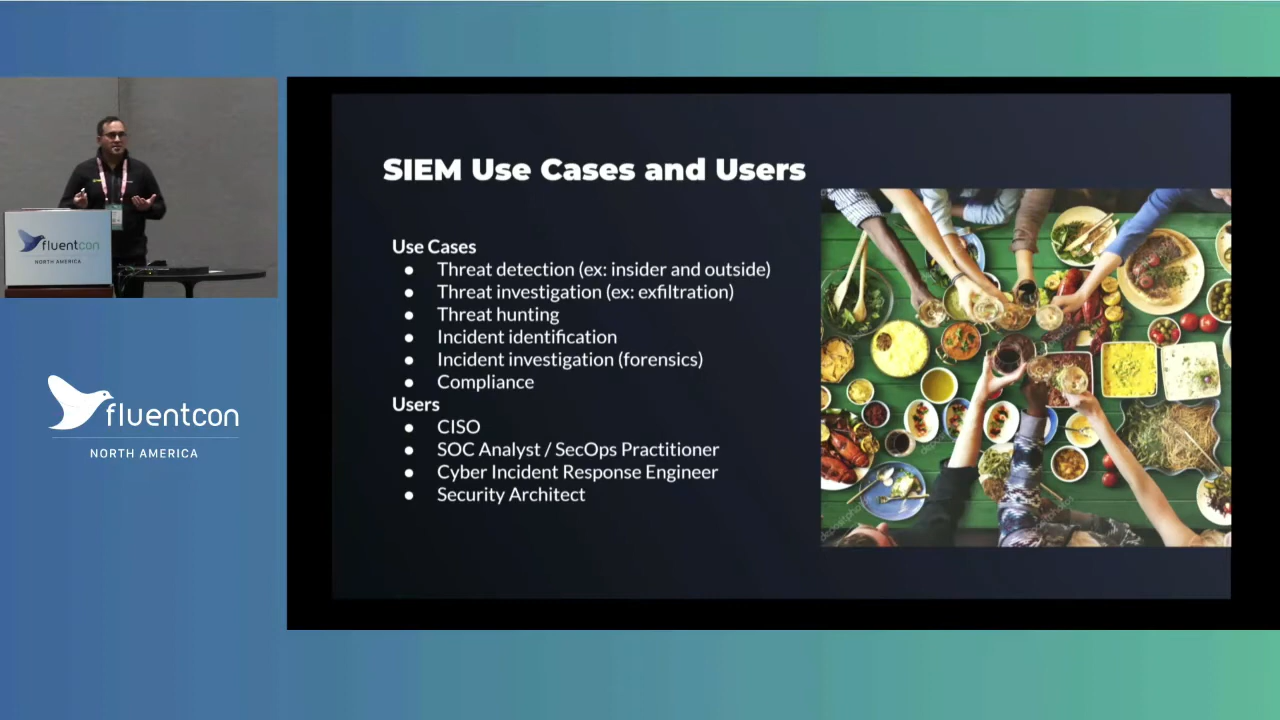 fluentcon
NORTH AMERICA
fluentcon
NORTH AMERICA
SIEM Use Cases and Users
Use Cases
● Threat detection (ex: insider and outside)
● Threat investigation (ex: exfiltration)
● Threat hunting
● Incident identification
● Incident investigation (forensics)
● Compliance
Users
● CISO
● SOC Analyst / SecOps Practitioner
● Cyber Incident Response Engineer
● Security Architect